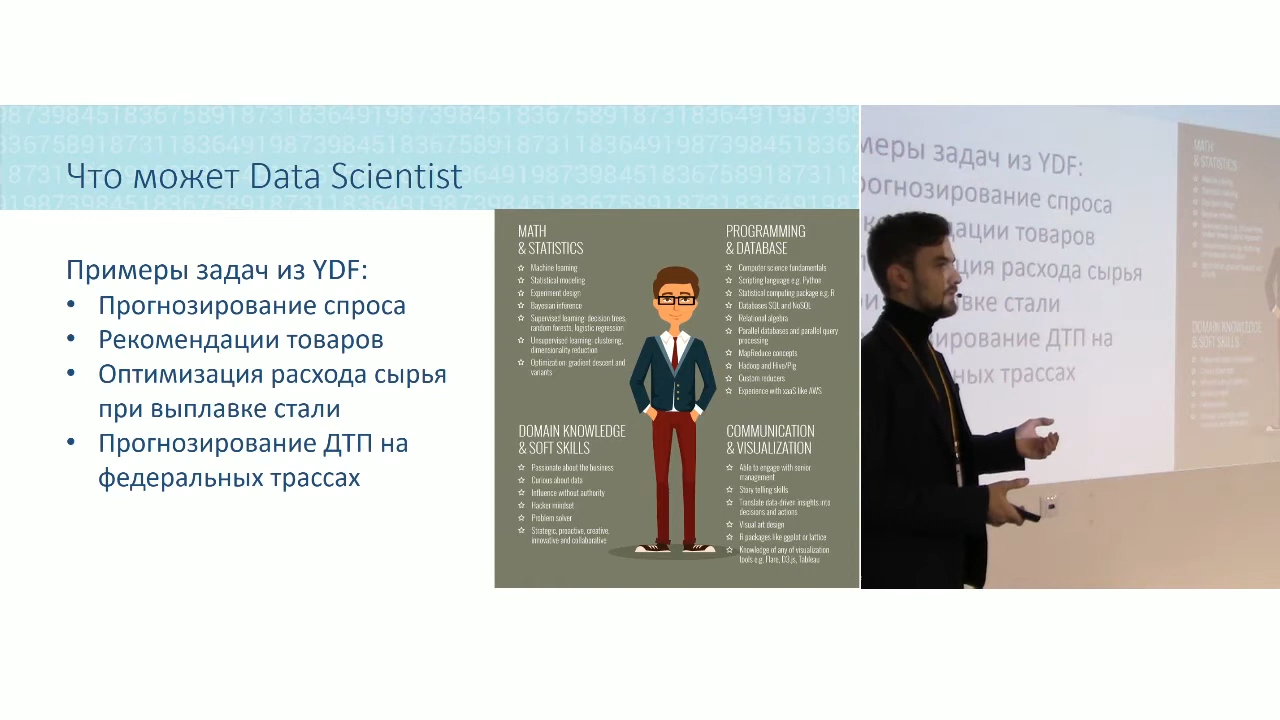 Что может Data Scientist
Примеры задач из YDF:
• Прогнозирование спроса
• Рекомендации товаров
• Оптимизация расхода сырья
при выплавке стали
• Прогнозирование ДТП на
федеральных трассах
MATH
& STATISTICS
Machine learning
Statistical modeling
Experiment design
Bayesian inference
Supervised learning: decision trees,
random forests, logistic regression
Unsupervised learning: clustering,
dimensionality reduction
Optimization: gradient descent and
variants
PROGRAMMING
& DATABASE
Computer science fundamentals
Scripting language e.g. Python
Statistical computing package e.g. R
Databases SQL and NoSQL
Relational algebra
Parallel databases and parallel query
processing
MapReduce concepts
Hadoop and Hive/Pig
Custom reducers
Experience with xaaS like AWS
DOMAIN KNOWLEDGE
& SOFT SKILLS
Passionate about the business
Curious about data
Influence without authority
Hacker mindset
Problem solver
Strategic, proactive, creative,
innovative and collaborative
COMMUNICATION
& VISUALIZATION
Able to engage with senior
management
Story telling skills
Translate data-driven insights into
decisions and actions
Visual art design
R packages like ggplot or lattice
Knowledge of any of visualization
tools e.g. Flare, D3.js, Tableau
меры задач из YDF:
рогнозирование спроса
дации товаров
ция расхода сырья
вке стали
ирование ДТП на
ных трассах
MATH
& STATISTICS
DOMAIN KNOWLEDGE
& SOFT SKILLS